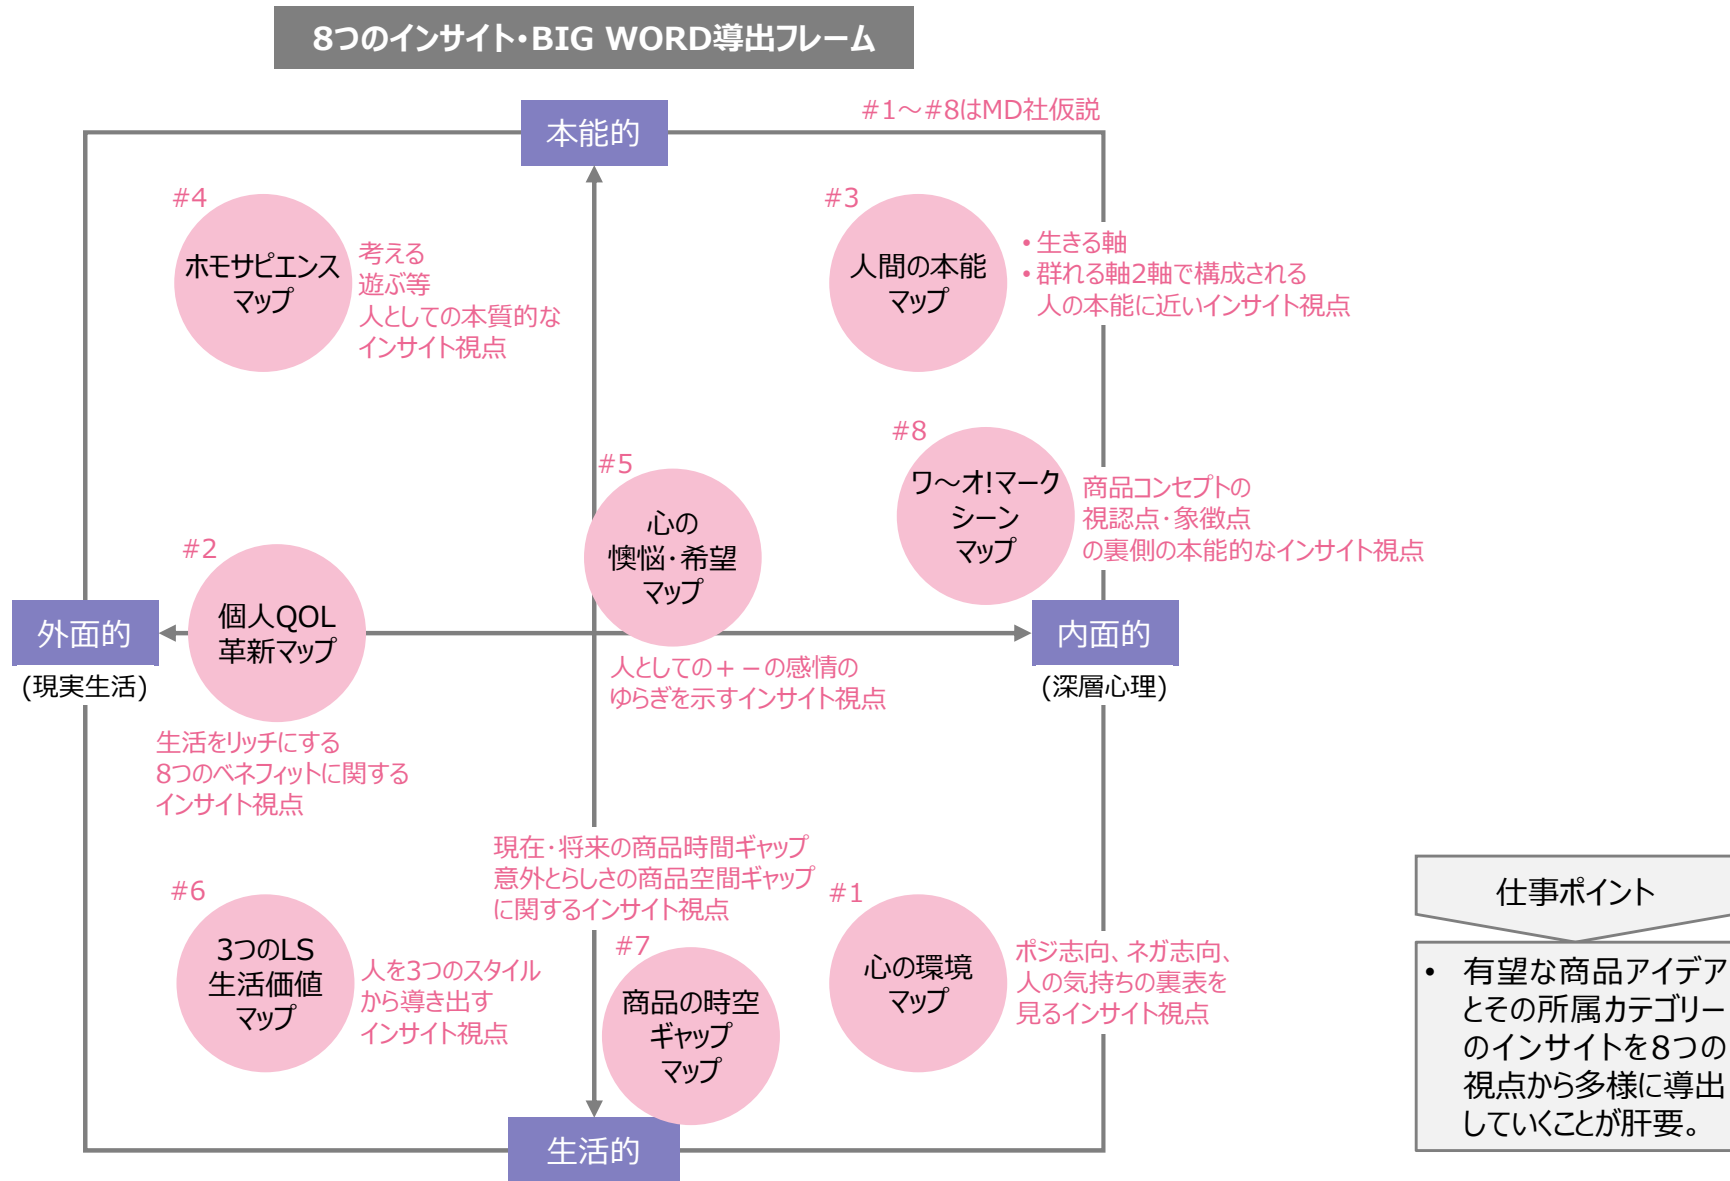 8つのインサイト・BIG WORD導出フレーム
#1～#8はMD社仮説
本能的
#4
ホモサピエンス
マップ
考える
遊ぶ等
人としての本質的な
インサイト視点
#3
人間の本能
マップ
・生きる軸
・群れる軸2軸で構成される
人の本能に近いインサイト視点
#8
ワ～オ!マーク
シーン
マップ
商品コンセプトの
視認点・象徴点
の裏側の本能的なインサイト視点
#5
心の
懊悩・希望
マップ
人としての＋－の感情の
ゆらぎを示すインサイト視点
#2
個人QOL
革新マップ
外面的
(現実生活)
内面的
(深層心理)
生活をリッチにする
8つのベネフィットに関する
インサイト視点
現在・将来の商品時間ギャップ
意外とらしさの商品空間ギャップ
に関するインサイト視点
#6
3つのLS
生活価値
マップ
人を3つのスタイル
から導き出す
インサイト視点
#7
商品の時空
ギャップ
マップ
#1
心の環境
マップ
ポジ志向、ネガ志向、
人の気持ちの裏表を
見るインサイト視点
生活的
仕事ポイント
• 有望な商品アイデア
とその所属カテゴリー
のインサイトを8つの
視点から多様に導出
していくことが肝要。